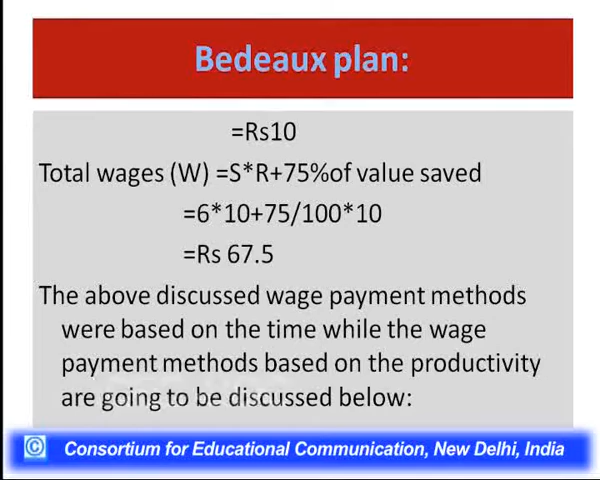 Bedeaux plan:
=Rs10
Total wages (W) =S*R+75%of value saved
=6*10+75/100*10
=Rs 67.5
The above discussed wage payment methods
were based on the time while the wage
payment methods based on the productivity
are going to be discussed below:
© Consortium for Educational Communication, New Delhi, India